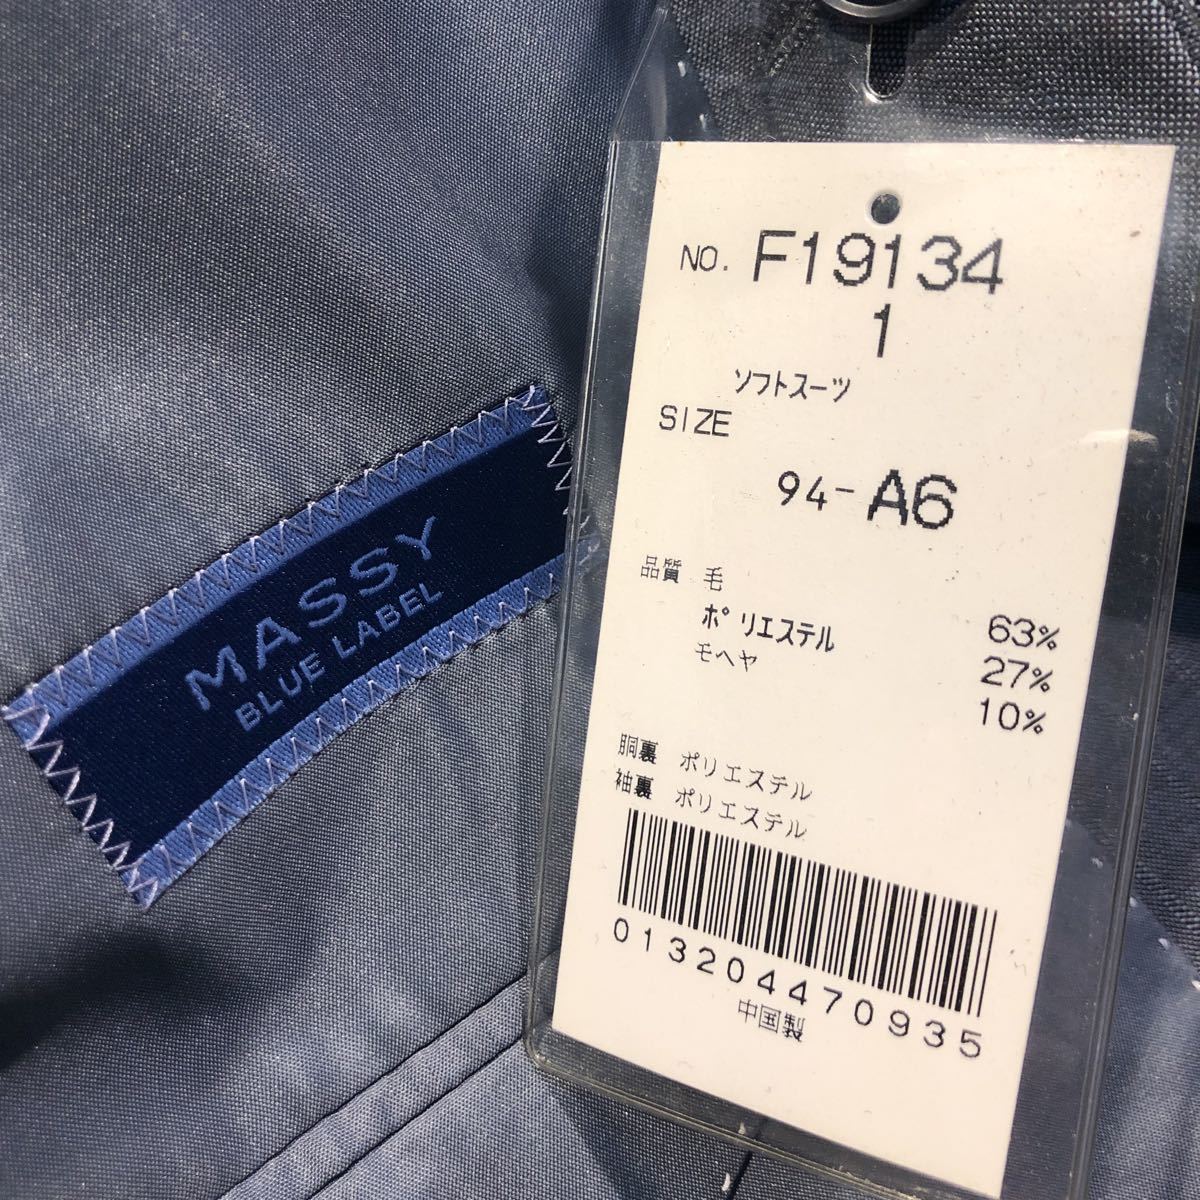 MASSY
BLUE LABEL
NO. F19134
1
ソフトスーツ
SIZE
94-A6
品質 毛 63%
ポリエステル 27%
モヘヤ 10%
胴裏 ポリエステル
袖裏 ポリエステル
0132044470935
中国製